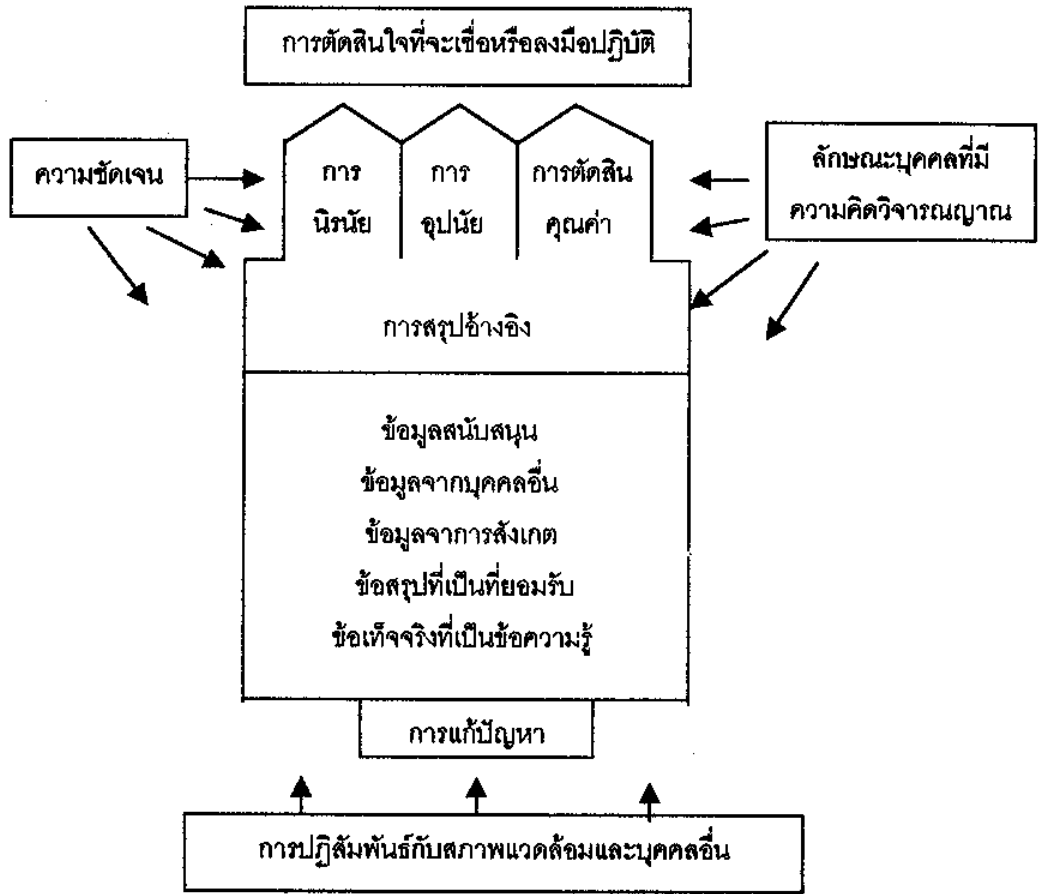 การตัดสินใจที่จะเชื่อหรือลงมือปฏิบัติ
ความชัดเจน
การ
นิรนัย
การ
อุปนัย
การตัดสิน
คุณค่า
ลักษณะบุคคลที่มี
ความคิดวิจารณญาณ
การสรุปอ้างอิง
ข้อมูลสนับสนุน
ข้อมูลจากบุคคลอื่น
ข้อมูลจาการสังเกต
ข้อสรุปที่เป็นที่ยอมรับ
ข้อเท็จจริงที่เป็นข้อความรู้
การแก้ปัญหา
การปฏิสัมพันธ์กับสภาพแวดล้อมและบุคคลอื่น